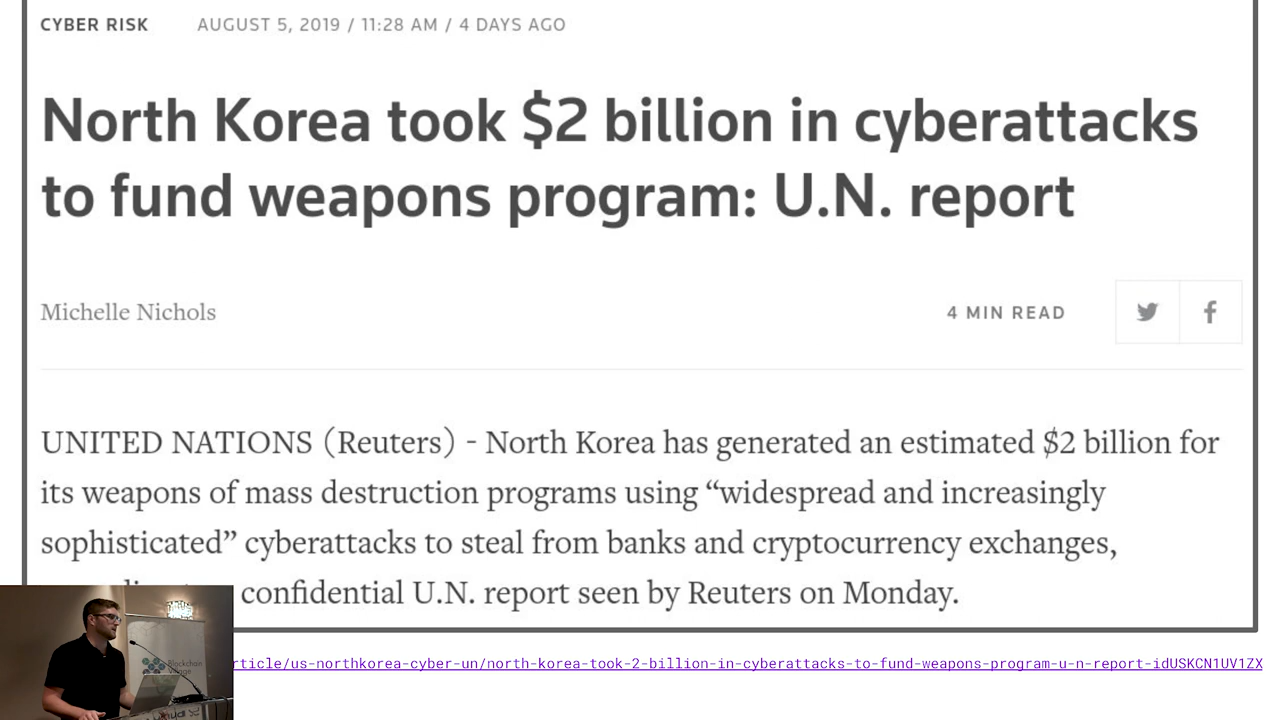 CYBER RISK AUGUST 5, 2019 / 11:28 AM / 4 DAYS AGO
North Korea took $2 billion in cyberattacks
to fund weapons program: U.N. report
Michelle Nichols 4 MIN READ
UNITED NATIONS (Reuters) - North Korea has generated an estimated $2 billion for
its weapons of mass destruction programs using “widespread and increasingly
sophisticated” cyberattacks to steal from banks and cryptocurrency exchanges,
confidential U.N. report seen by Reuters on Monday.
Blockchain
Village
rticle/us-northkorea-cyber-un/north-korea-took-2-billion-in-cyberattacks-to-fund-weapons-program-u-n-report-idUSKCN1UV1ZX